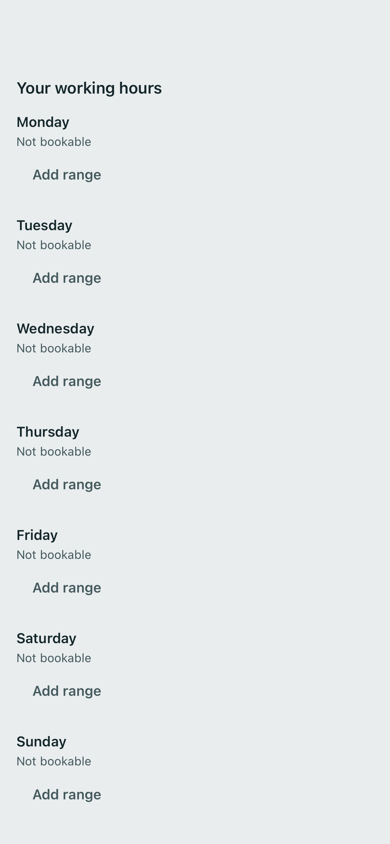 Your working hours
Monday
Not bookable
Add range
Tuesday
Not bookable
Add range
Wednesday
Not bookable
Add range
Thursday
Not bookable
Add range
Friday
Not bookable
Add range
Saturday
Not bookable
Add range
Sunday
Not bookable
Add range